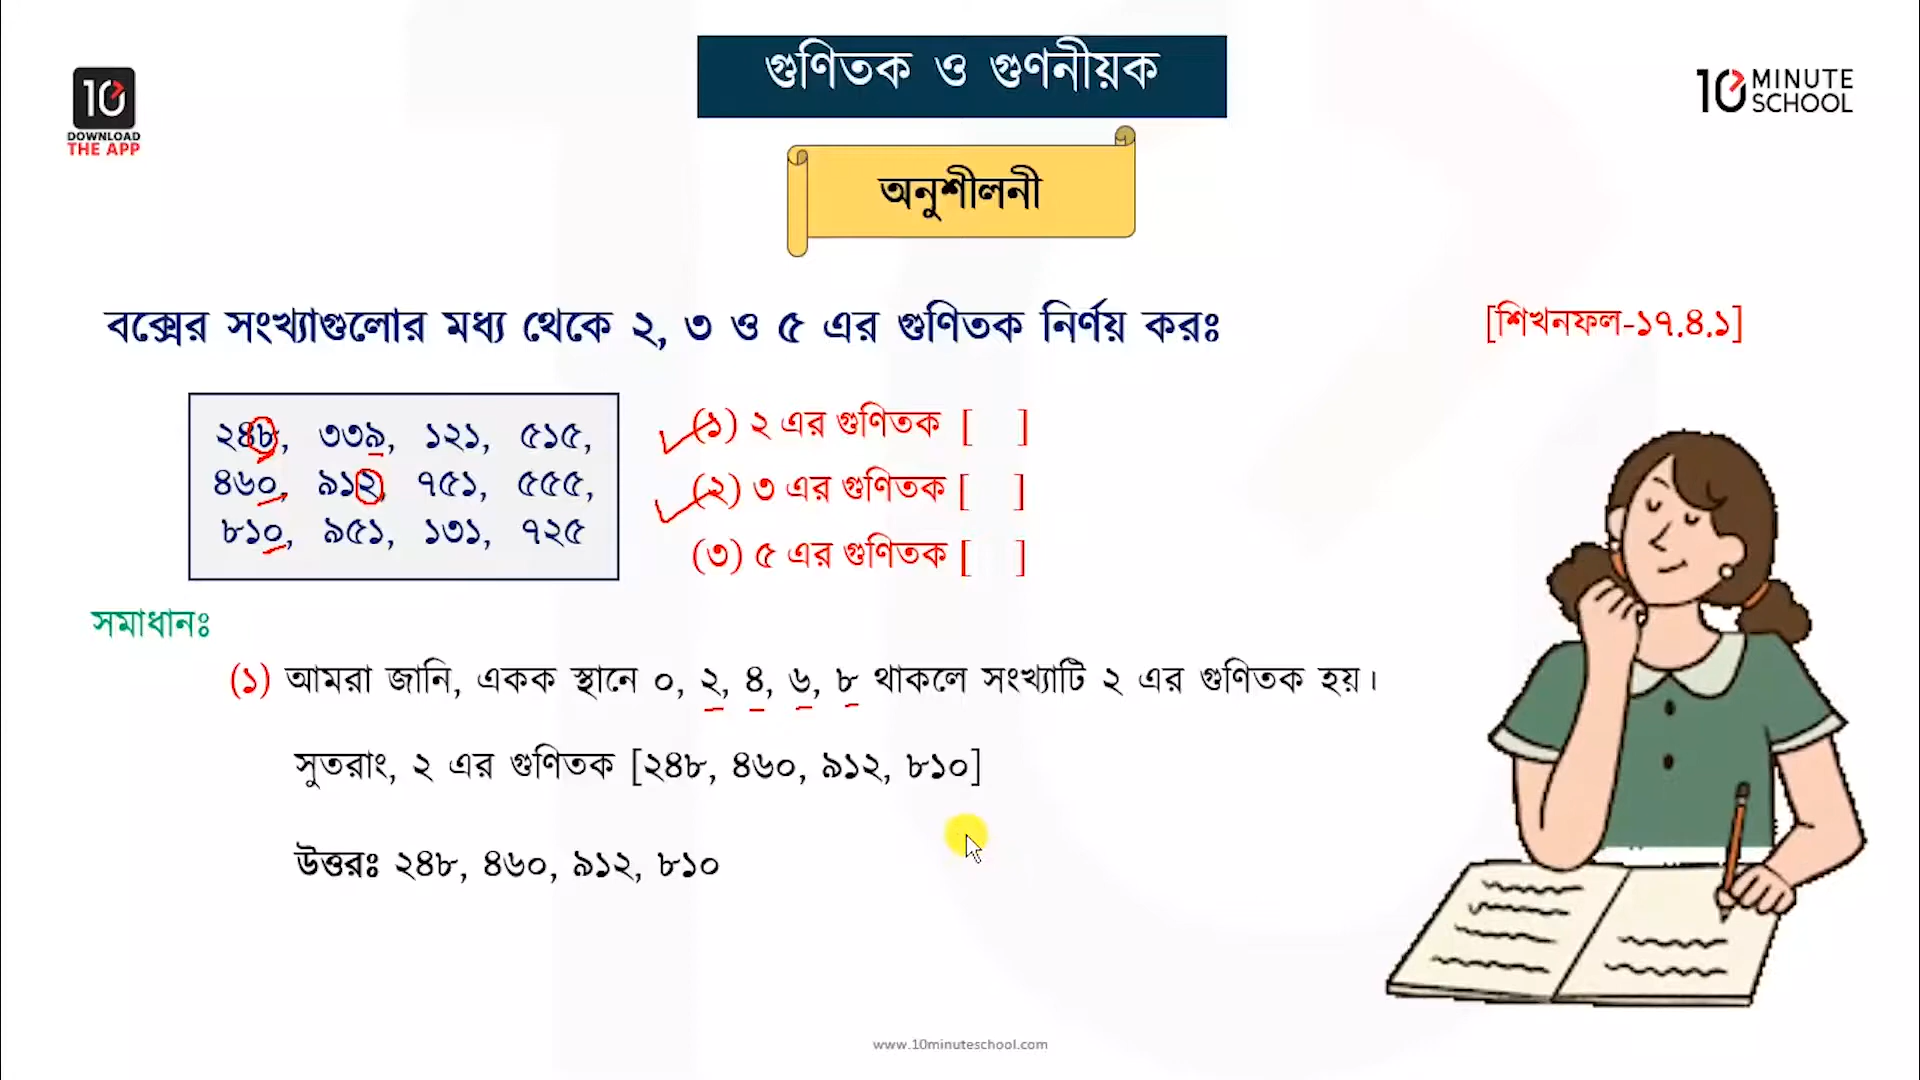 গুণিতক ও গুণনীয়ক
10
DOWNLOAD
THE APP
10 MINUTE
SCHOOL
অনুশীলনী
বক্সের সংখ্যাগুলোর মধ্য থেকে ২, ৩ ও ৫ এর গুণিতক নির্ণয় করঃ
[শিখনফল-১৭.৪.১]
২৪৮, ৩৩৯, ১২১, ৫১৫,
৪৬০, ৯১২, ৭৫১, ৫৫৫,
৮১০, ৯৫১, ১৩১, ৭২৫
(১) ২ এর গুণিতক [ ]
(২) ৩ এর গুণিতক [ ]
(৩) ৫ এর গুণিতক [ ]
সমাধানঃ
(১) আমরা জানি, একক স্থানে ০, ২, ৪, ৬, ৮ থাকলে সংখ্যাটি ২ এর গুণিতক হয়।
সুতরাং, ২ এর গুণিতক [২৪৮, ৪৬০, ৯১২, ৮১০]
উত্তরঃ ২৪৮, ৪৬০, ৯১২, ৮১০
www.10minuteschool.com